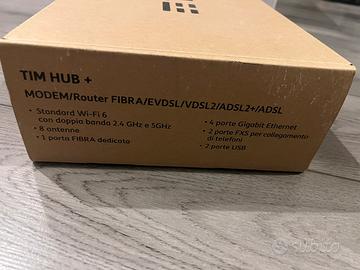 TIM HUB +
MODEM/Router FIBRA/EVDSL/VDSL2/ADSL2+/ADSL
• Standard Wi-Fi 6
con doppia banda 2.4 GHz e 5GHz
• 8 antenne
• 1 porta FIBRA dedicata
• 4 porte Gigabit Ethernet
• 2 porte FXS per collegamento
di telefoni
• 2 porte USB
subito